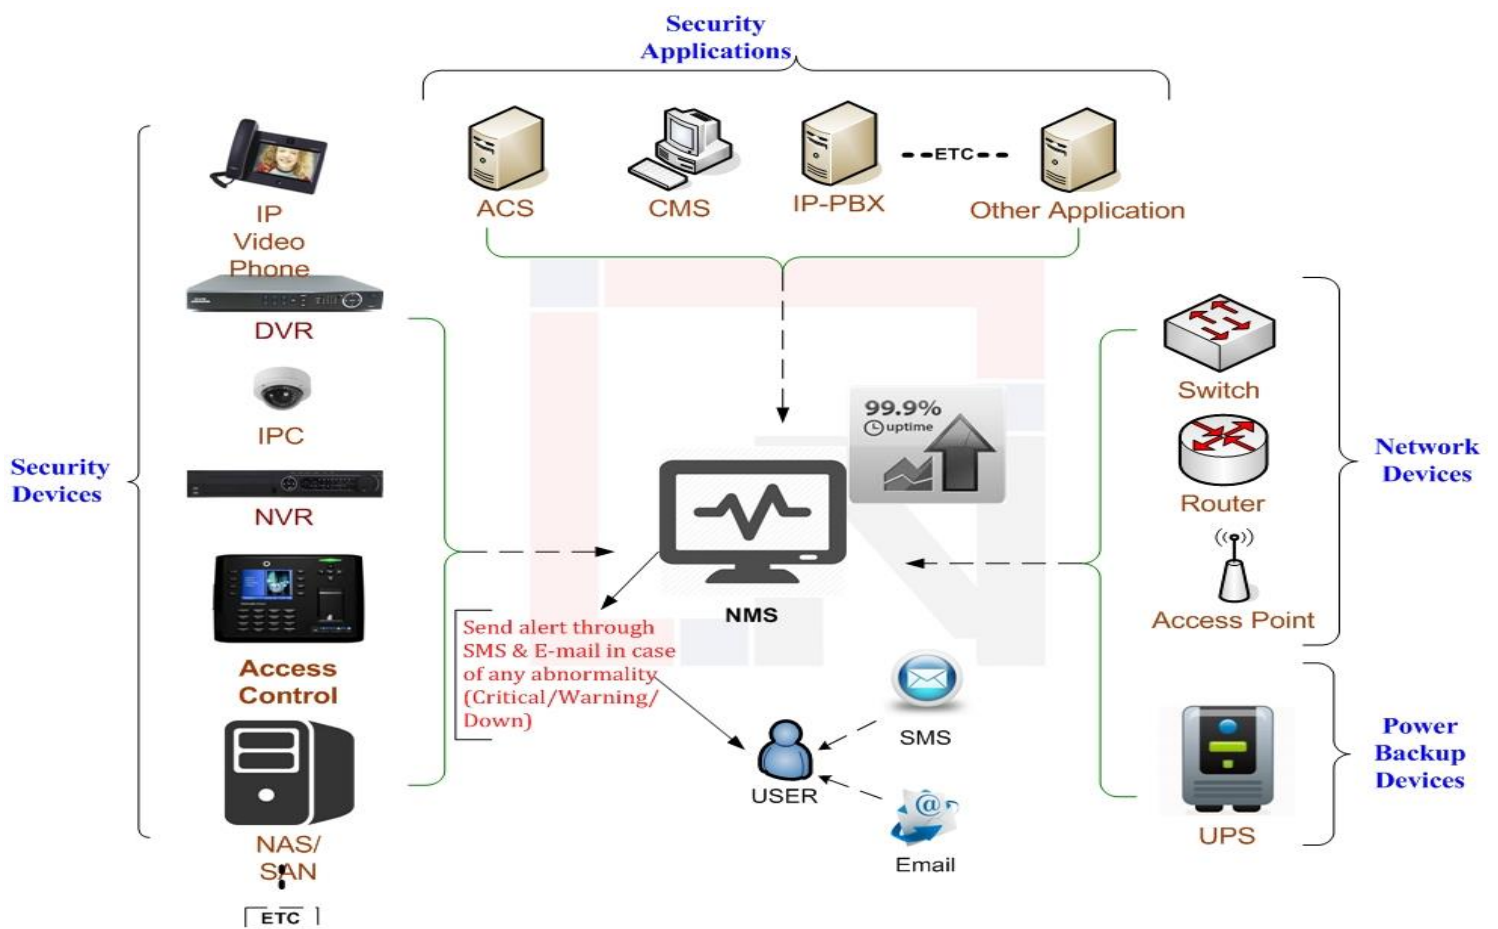 Security
Applications
ACS
CMS
IP-PBX
ETC
Other Application
IP
Video
Phone
DVR
IPC
NVR
Access
Control
NAS/
SAN
ETC
Security
Devices
99.9%
uptime
NMS
Send alert through
SMS & E-mail in case
of any abnormality
(Critical/Warning/
Down)
USER
SMS
@
Email
Switch
Router
Access Point
Network
Devices
UPS
Power
Backup
Devices